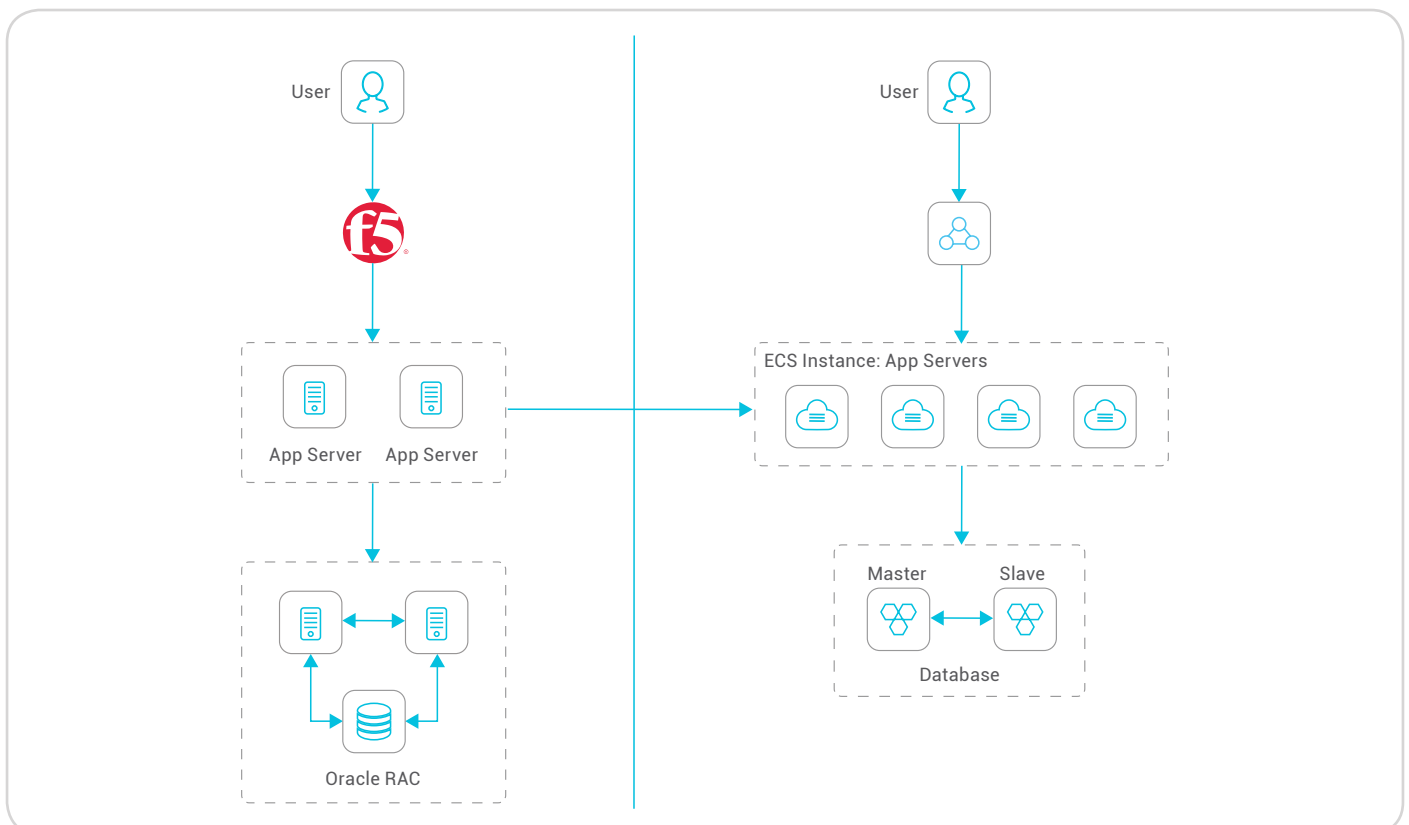 User
f5
App Server
App Server
Oracle RAC
User
ECS Instance: App Servers
Master
Slave
Database